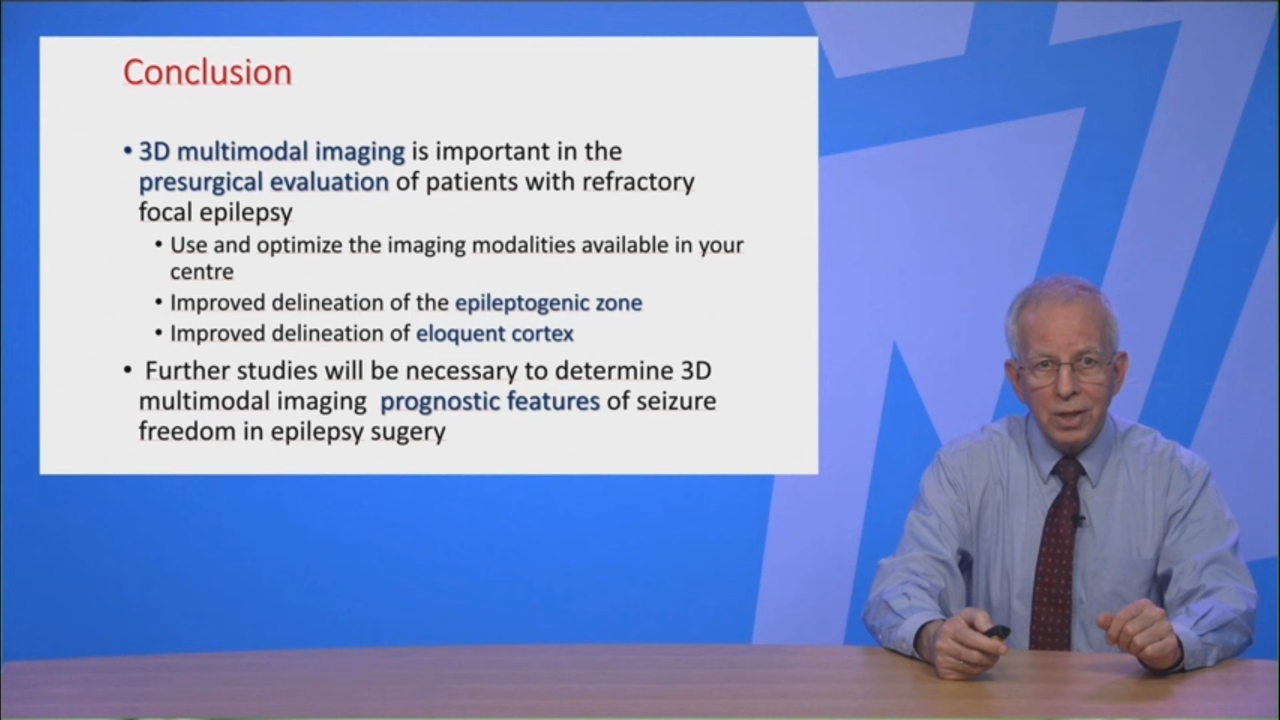 Conclusion
• 3D multimodal imaging is important in the
presurgical evaluation of patients with refractory
focal epilepsy
• Use and optimize the imaging modalities available in your
centre
• Improved delineation of the epileptogenic zone
• Improved delineation of eloquent cortex
• Further studies will be necessary to determine 3D
multimodal imaging prognostic features of seizure
freedom in epilepsy sugery